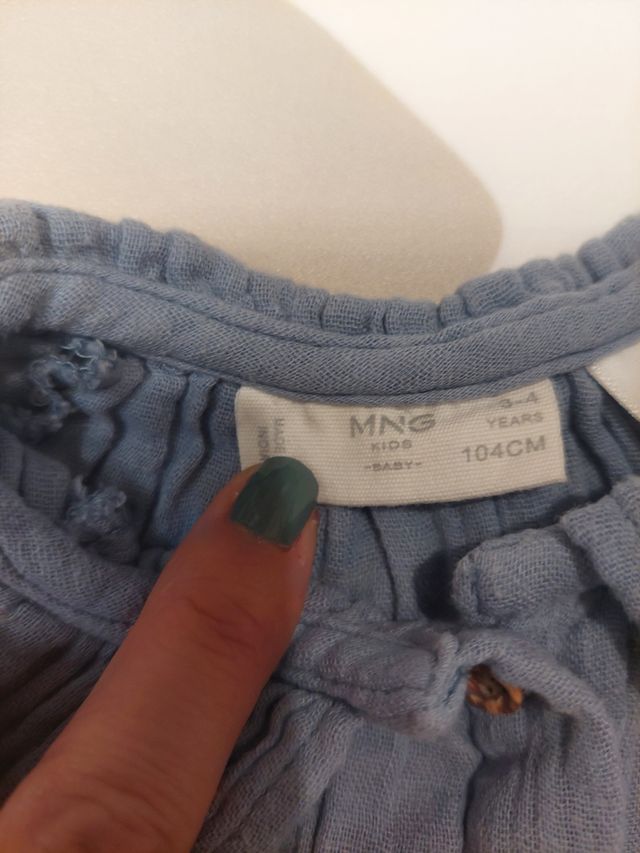 MNG
KIDS
-BABY-
3-4
YEARS
104CM